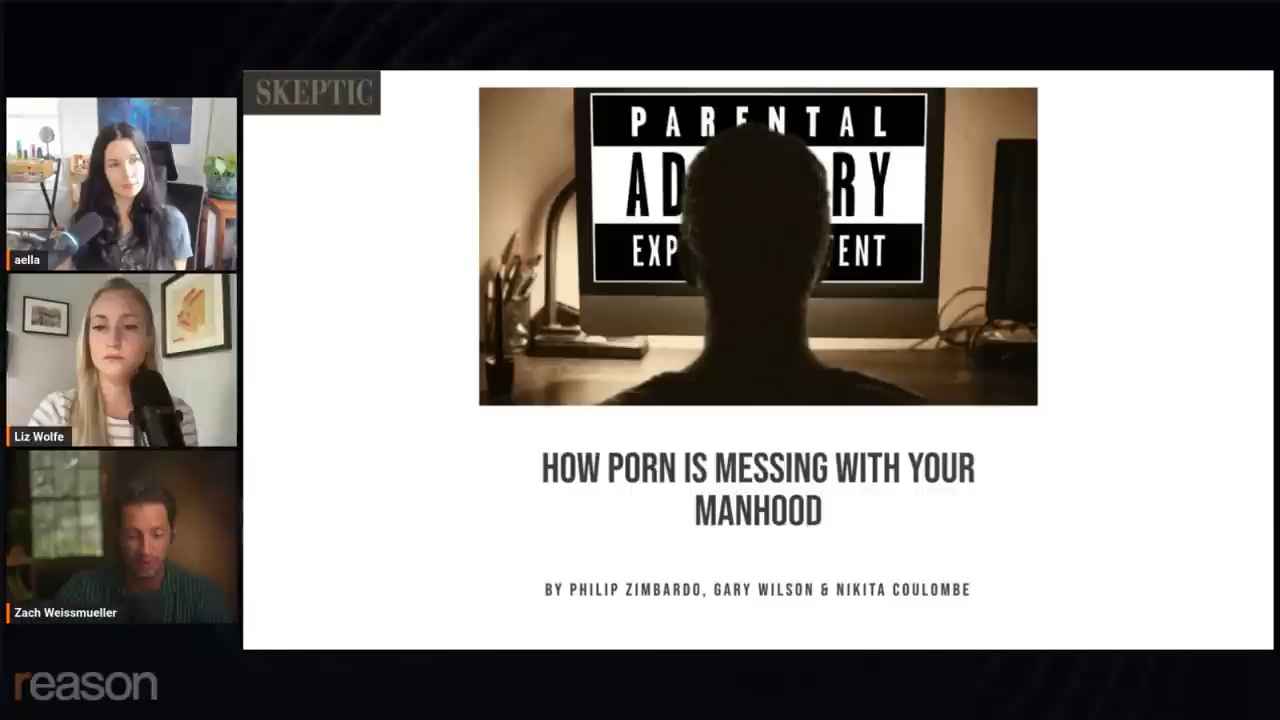 SKEPTIC
PARENTAL
AD RY
EXP TENT
aella
Liz Wolfe
Zach Weissmueller
HOW PORN IS MESSING WITH YOUR
MANHOOD
BY PHILIP ZIMBARDO, GARY WILSON & NIKITA COULOMBE
reason